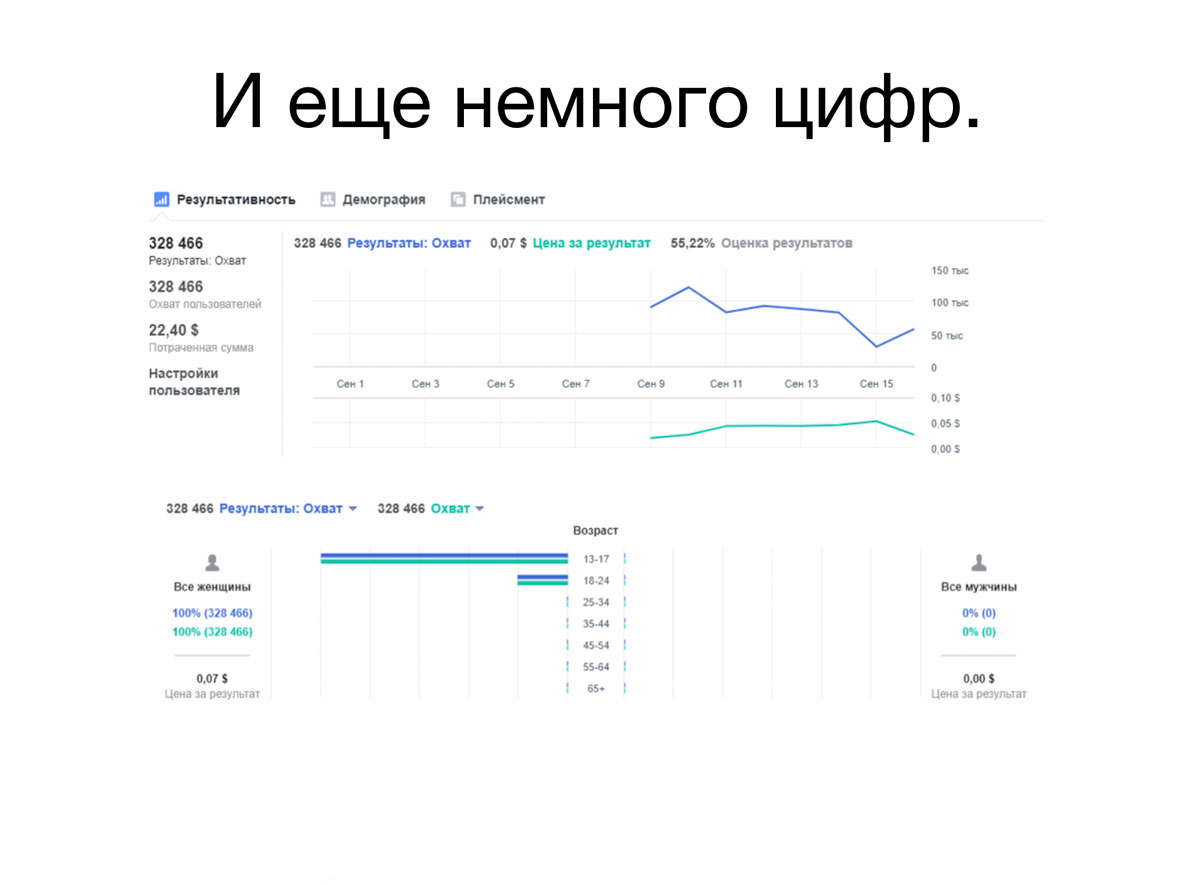 И еще немного цифр.
Результативность Демография Плейсмент
328 466
Результаты: Охват
328 466
Охват пользователей
22,40 $
Потраченная сумма
Настройки
пользователя
328 466 Результаты: Охват 0,07 $ Цена за результат 55,22% Оценка результатов
150 тыс
100 тыс
50 тыс
0
Сен 1 Сен 3 Сен 5 Сен 7 Сен 9 Сен 11 Сен 13 Сен 15
0,10 $
0,05 $
0,00 $
328 466 Результаты: Охват 328 466 Охват
Возраст
Все женщины
100% (328 466)
100% (328 466)
0,07 $
Цена за результат
13-17
18-24
25-34
35-44
45-54
55-64
65+
Все мужчины
0% (0)
0% (0)
0,00 $
Цена за результат